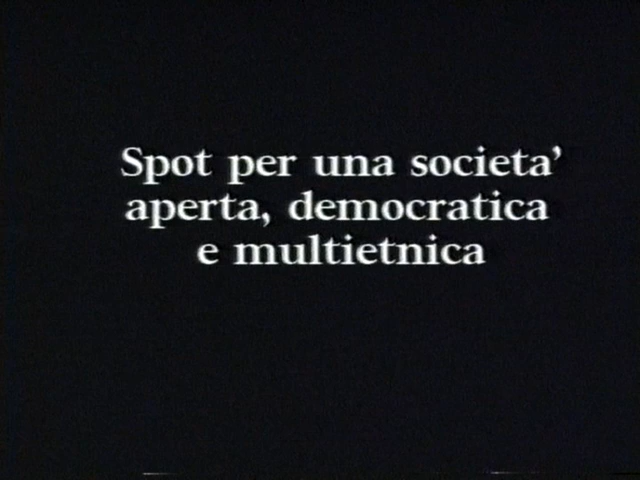 Spot per una societa’
aperta, democratica
e multietnica